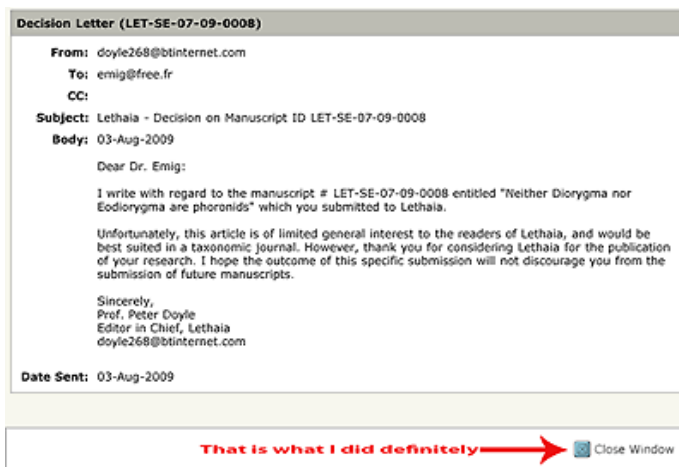 Decision Letter (LET-SE-07-09-0008)
From: doyle268@btinternet.com
To: emig@free.fr
CC:
Subject: Lethaia - Decision on Manuscript ID LET-SE-07-09-0008
Body: 03-Aug-2009
Dear Dr. Emig:
I write with regard to the manuscript # LET-SE-07-09-0008 entitled "Neither Diorygma nor
Eodiorygma are phoronids" which you submitted to Lethaia.
Unfortunately, this article is of limited general interest to the readers of Lethaia, and would be
best suited in a taxonomic journal. However, thank you for considering Lethaia for the publication
of your research. I hope the outcome of this specific submission will not discourage you from the
submission of future manuscripts.
Sincerely,
Prof. Peter Doyle
Editor in Chief, Lethaia
doyle268@btinternet.com
Date Sent: 03-Aug-2009
That is what I did definitely Close Window